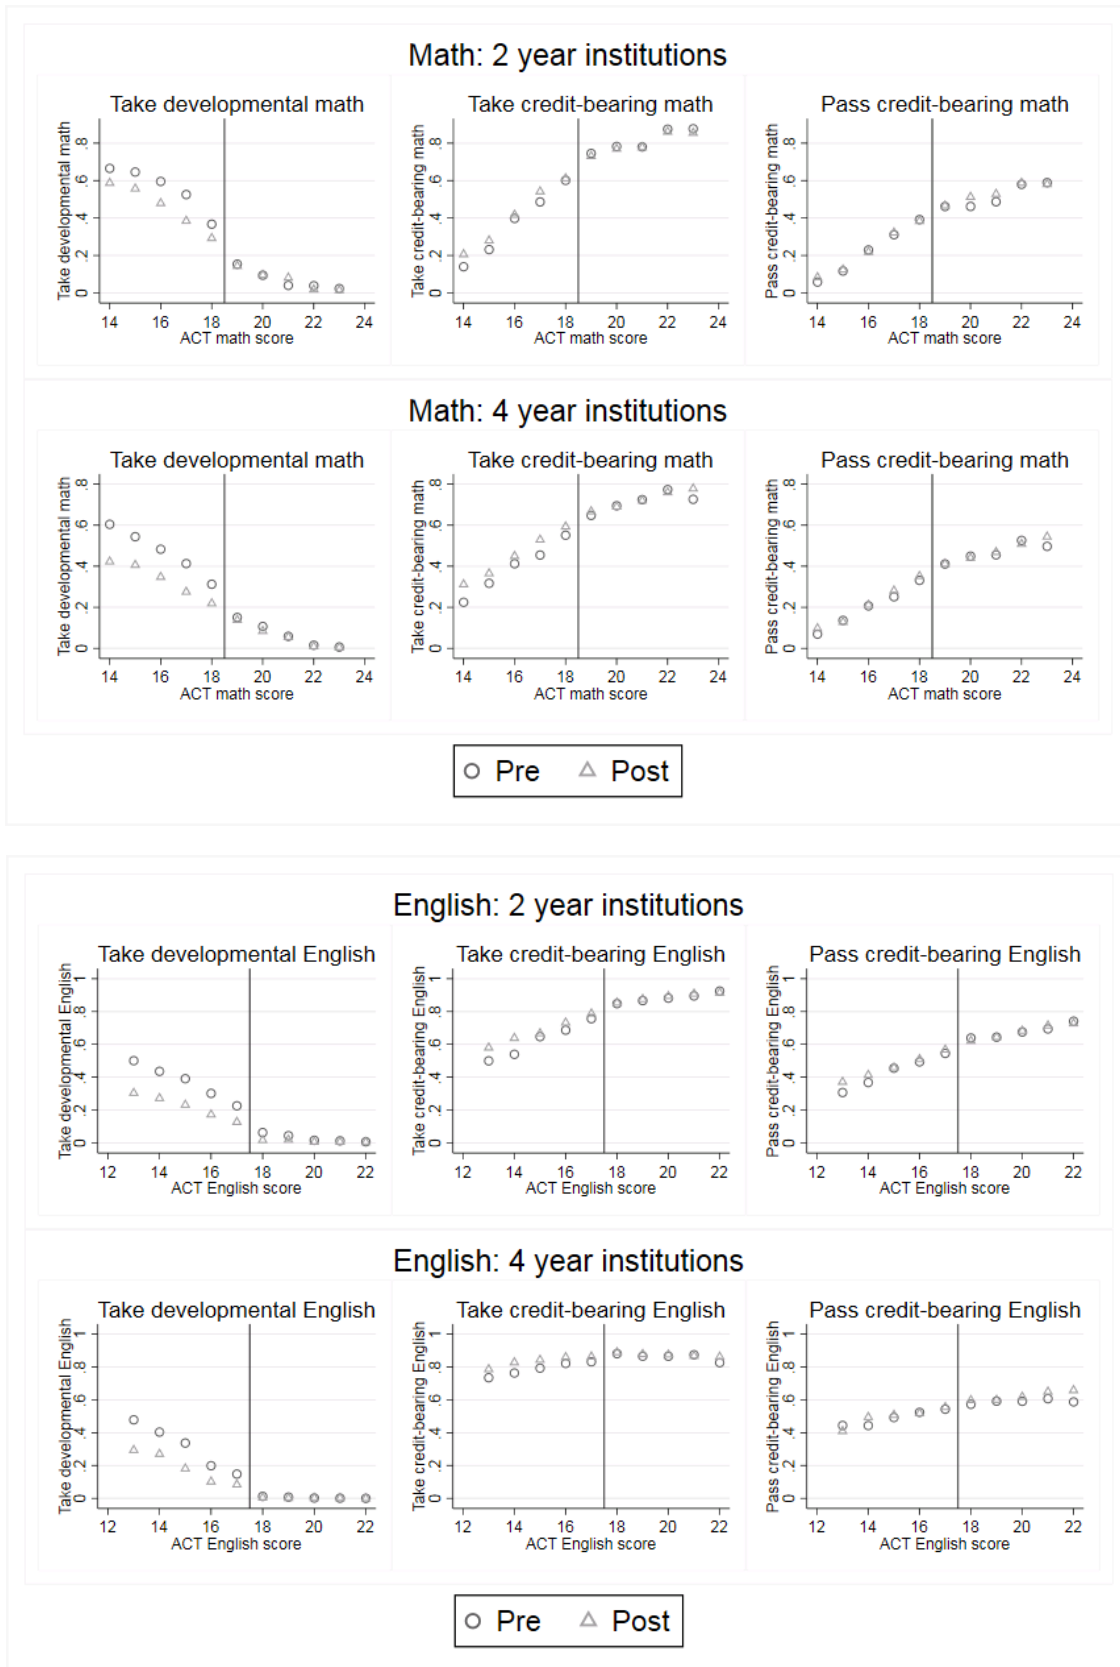 Math: 2 year institutions
Take developmental math
Take developmental math
0 .2 .4 .6 .8
14 16 18 20 22 24
ACT math score
Take credit-bearing math
Take credit-bearing math
0 .2 .4 .6 .8
14 16 18 20 22 24
ACT math score
Pass credit-bearing math
Pass credit-bearing math
0 .2 .4 .6 .8
14 16 18 20 22 24
ACT math score
Math: 4 year institutions
Take developmental math
Take developmental math
0 .2 .4 .6 .8
14 16 18 20 22 24
ACT math score
Take credit-bearing math
Take credit-bearing math
0 .2 .4 .6 .8
14 16 18 20 22 24
ACT math score
Pass credit-bearing math
Pass credit-bearing math
0 .2 .4 .6 .8
14 16 18 20 22 24
ACT math score
Pre Post
English: 2 year institutions
Take developmental English
Take developmental English
0 .2 .4 .6 .8 1
12 14 16 18 20 22
ACT English score
Take credit-bearing English
Take credit-bearing English
0 .2 .4 .6 .8 1
12 14 16 18 20 22
ACT English score
Pass credit-bearing English
Pass credit-bearing English
0 .2 .4 .6 .8 1
12 14 16 18 20 22
ACT English score
English: 4 year institutions
Take developmental English
Take developmental English
0 .2 .4 .6 .8 1
12 14 16 18 20 22
ACT English score
Take credit-bearing English
Take credit-bearing English
0 .2 .4 .6 .8 1
12 14 16 18 20 22
ACT English score
Pass credit-bearing English
Pass credit-bearing English
0 .2 .4 .6 .8 1
12 14 16 18 20 22
ACT English score
Pre Post